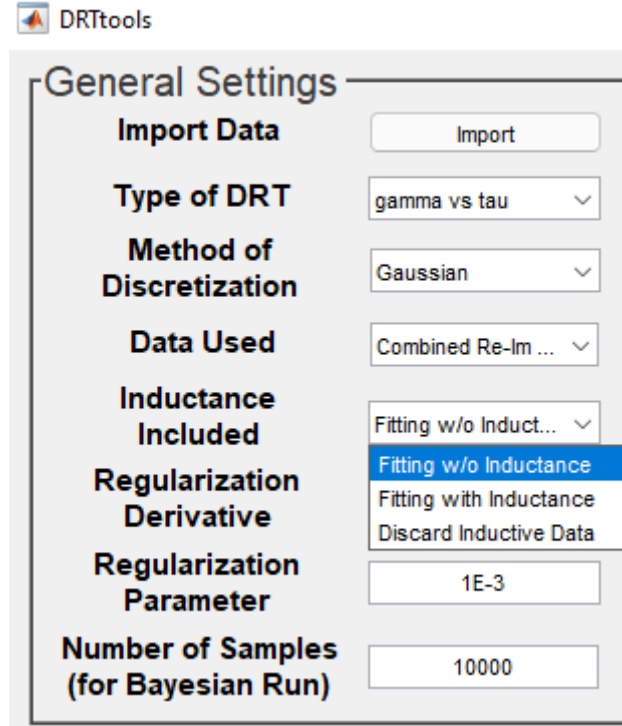 DRTtools
General Settings
Import Data
Import
Type of DRT
gamma vs tau
Method of
Discretization
Gaussian
Data Used
Combined Re-Im ...
Inductance
Included
Fitting w/o Induct...
Fitting w/o Inductance
Fitting with Inductance
Discard Inductive Data
Regularization
Derivative
Regularization
Parameter
1E-3
Number of Samples
(for Bayesian Run)
10000